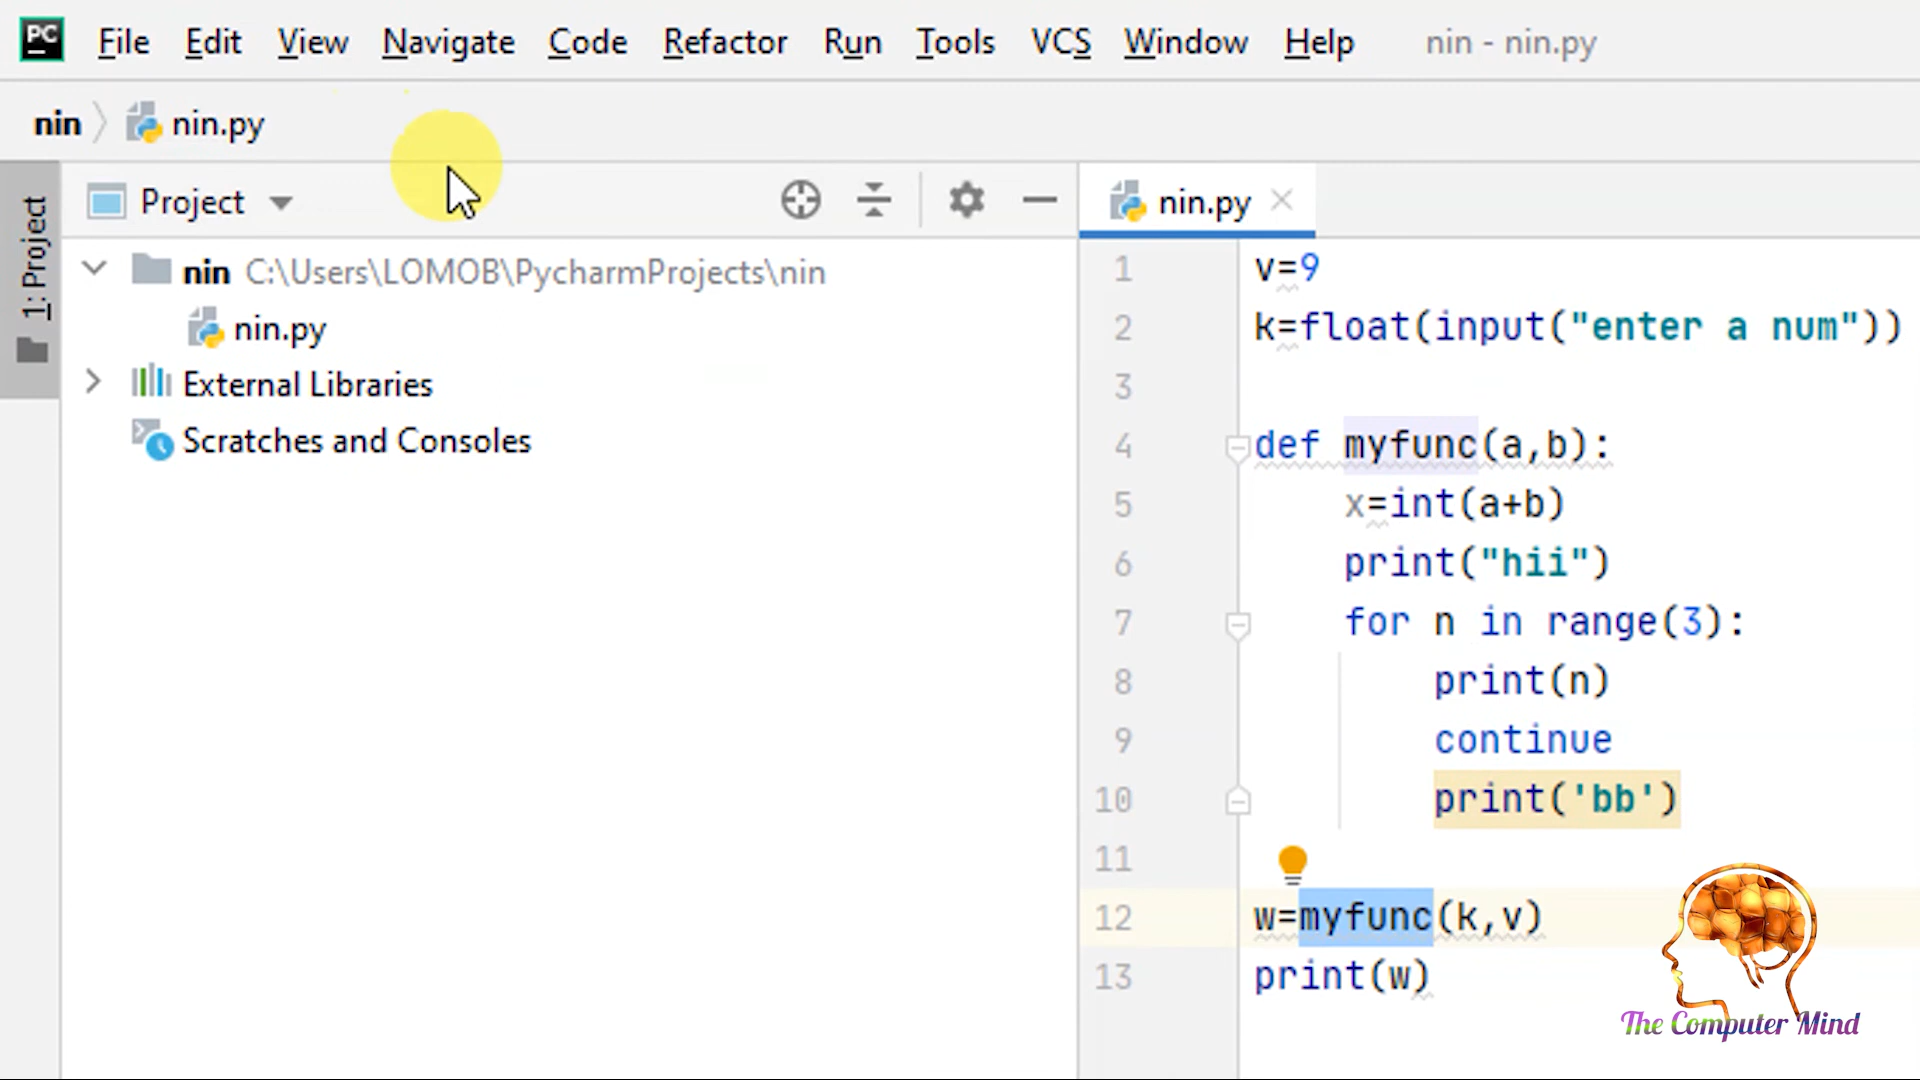 PC File Edit View Navigate Code Refactor Run Tools VCS Window Help nin - nin.py
nin nin.py
1: Project
Project
nin C:\Users\LOMOB\PycharmProjects\nin
nin.py
External Libraries
Scratches and Consoles
nin.py
1 v=9
2 k=float(input("enter a num"))
3
4 def myfunc(a,b):
5 x=int(a+b)
6 print("hii")
7 for n in range(3):
8 print(n)
9 continue
10 print('bb')
11
12 w=myfunc(k,v)
13 print(w)
The Computer Mind